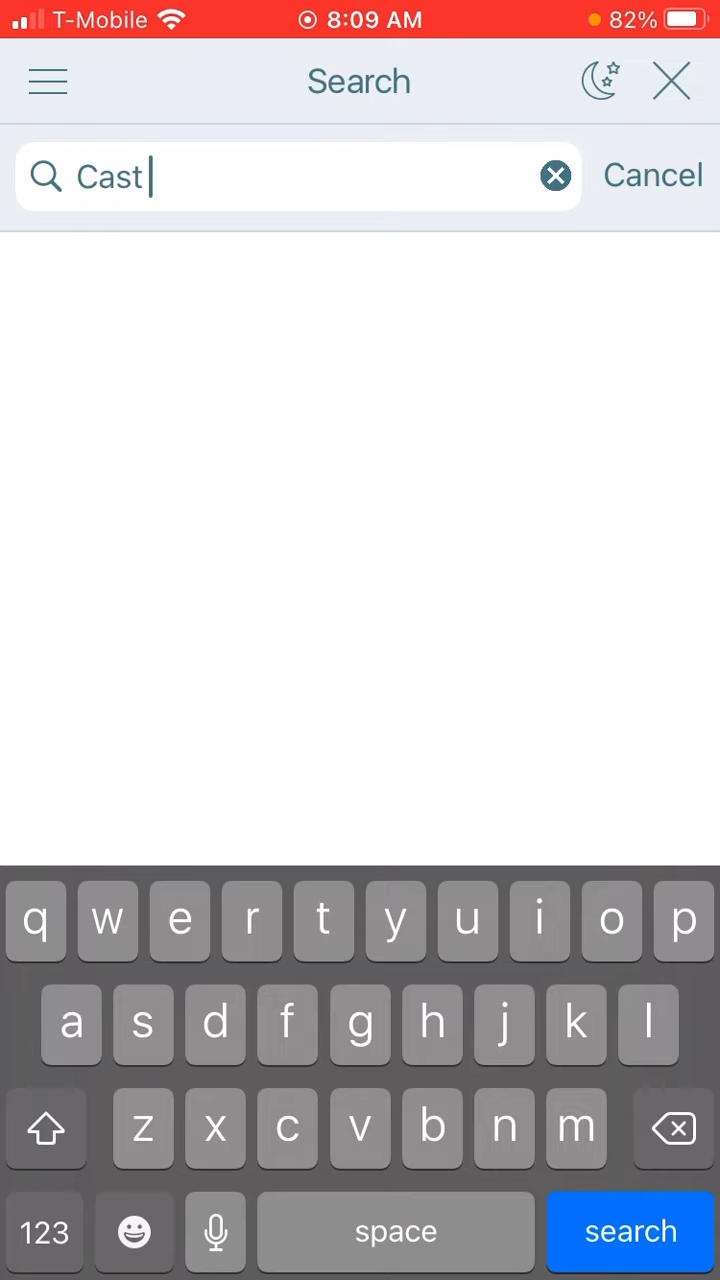 T-Mobile 8:09 AM 82%
Search
Cast Cancel
q w e r t y u i o p
a s d f g h j k l
z x c v b n m
123 space search